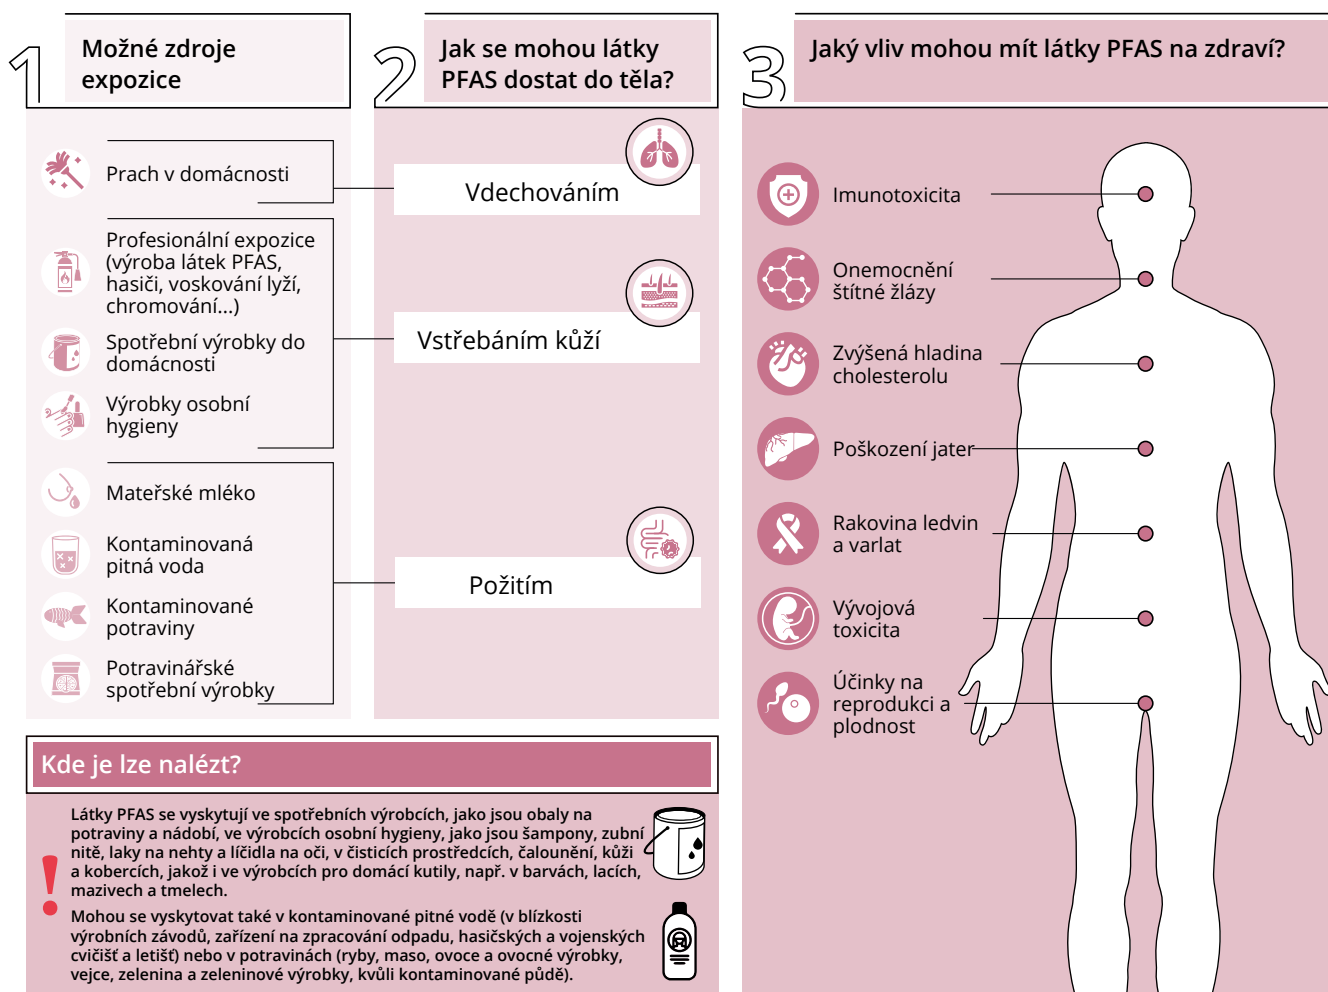 1
Možné zdroje
expozice
Prach v domácnosti
Profesionální expozice
(výroba látek PFAS,
hasiči, voskování lyží,
chromování...)
Spotřební výrobky do
domácnosti
Výrobky osobní
hygieny
Mateřské mléko
Kontaminovaná
pitná voda
Kontaminované
potraviny
Potravinářské
spotřební výrobky
2
Jak se mohou látky
PFAS dostat do těla?
Vdechováním
Vstřebáním kůží
Požitím
3
Jaký vliv mohou mít látky PFAS na zdraví?
Imunotoxicita
Onemocnění
štítné žlázy
Zvýšená hladina
cholesterolu
Poškození jater
Rakovina ledvin
a varlat
Vývojová
toxicita
Účinky na
reprodukci a
plodnost
Kde je lze nalézt?
!
Látky PFAS se vyskytují ve spotřebních výrobcích, jako jsou obaly na
potraviny a nádobí, ve výrobcích osobní hygieny, jako jsou šampony, zubní
nitě, laky na nehty a líčidla na oči, v čisticích prostředcích, čalounění, kůži
a kobercích, jakož i ve výrobcích pro domácí kutily, např. v barvách, lacích,
mazivech a tmelech.
Mohou se vyskytovat také v kontaminované pitné vodě (v blízkosti
výrobních závodů, zařízení na zpracování odpadu, hasičských a vojenských
cvičišť a letišť) nebo v potravinách (ryby, maso, ovoce a ovocné výrobky,
vejce, zelenina a zeleninové výrobky, kvůli kontaminované půdě).